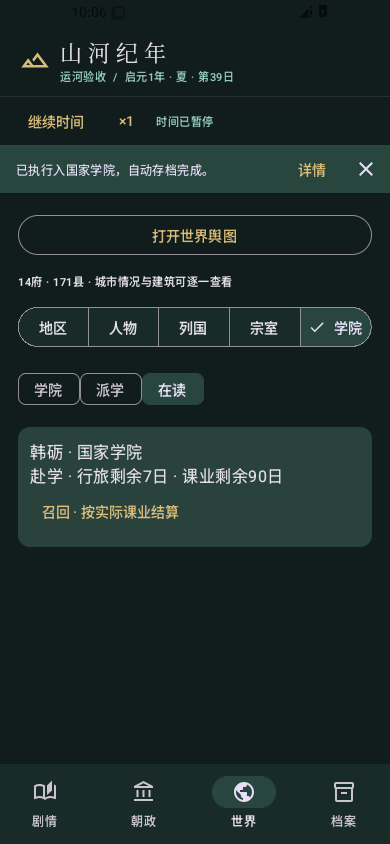 10:06
山河纪年
运河验收 / 启元1年 · 夏 · 第39日
继续时间 ×1 时间已暂停
已执行入国家学院，自动存档完成。 详情
打开世界舆图
14府 · 171县 · 城市情况与建筑可逐一查看
地区 人物 列国 宗室 学院
学院 派学 在读
韩砺 · 国家学院
赴学 · 行旅剩余7日 · 课业剩余90日
召回 · 按实际课业结算
剧情 朝政 世界 档案